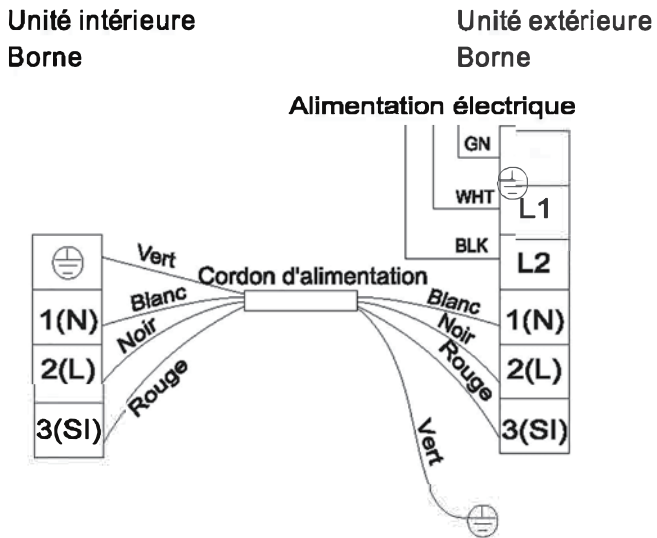 Unité intérieure
Borne
Unité extérieure
Borne
Alimentation électrique
GN
WHT
L1
BLK
L2
Vert
Cordon d'alimentation
Blanc
Blanc
1(N)
1(N)
Noir
Noir
2(L)
2(L)
Rouge
Rouge
3(SI)
3(SI)
Vert